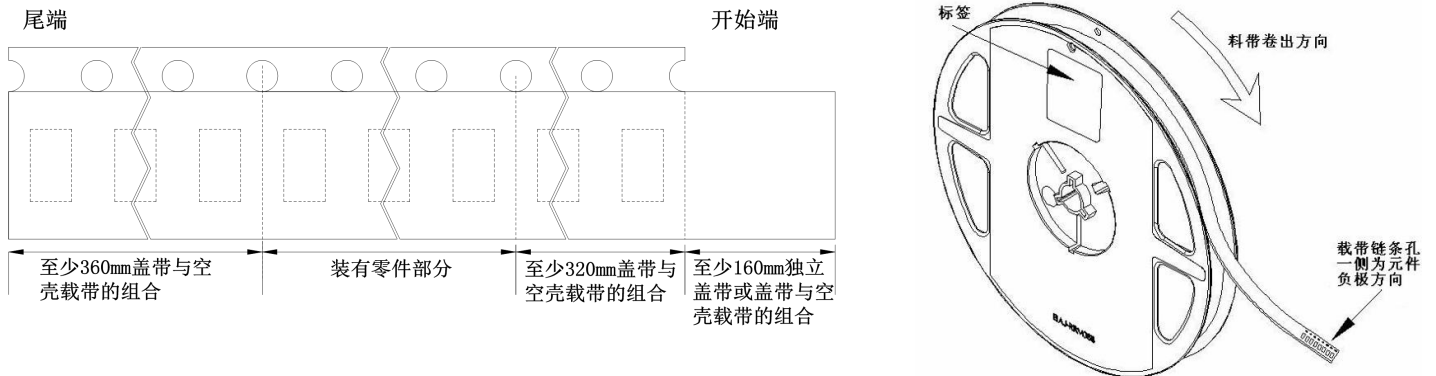 尾端
开始端
至少360mm盖带与空
壳载带的组合
装有零件部分
至少320mm盖带与
空壳载带的组合
至少160mm独立
盖带或盖带与空
壳载带的组合
标签
料带卷出方向
载带链条孔
一侧为元件
负极方向